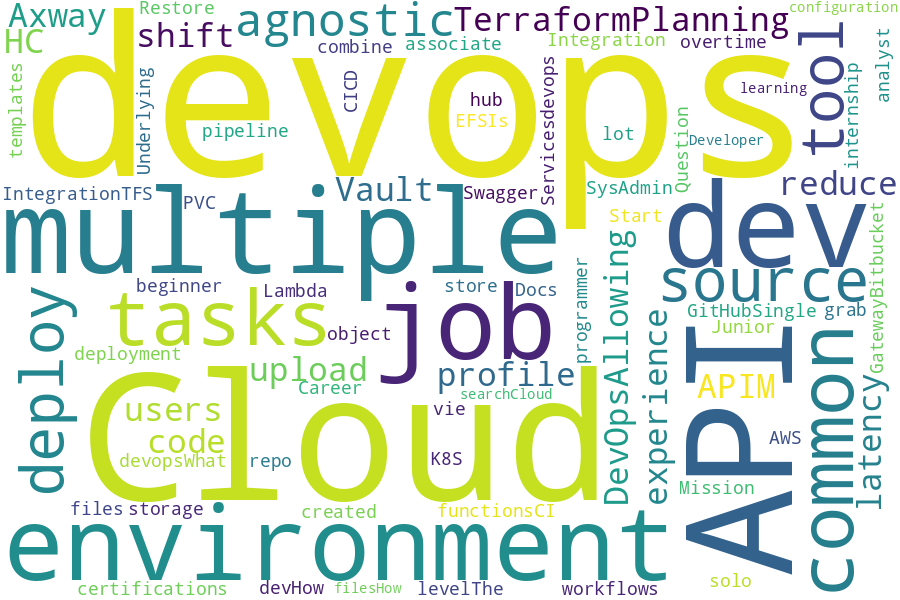 Axway
Restore
agnostic
TerraformPlanning
configuration
HC
shift
combine
associate
Integration
overtime
tool
analyst
devops
templates
Underlying
CICD
hub
EFSIs
pipeline
Servicesdevops
lot
Question
learning
Developer
internship
IntegrationTFS
PVC
Vault
Swagger
SysAdmin
reduce
multiple
Start
dev
GatewayBitbucket
beginner
Lambda
store
Docs
programmer
DevOpsAllowing
source
deploy
tasks
object
job
experience
GitHubSingle
grab
Junior
API
common
deployment
upload
Career
profile
searchCloud
APIM
latency
users
code
Cloud
vie
AWS
devopsWhat
repo
K8S
Mission
files
storage
created
functionsCI
environment
certifications
devHow
filesHow
levelThe
workflows
solo